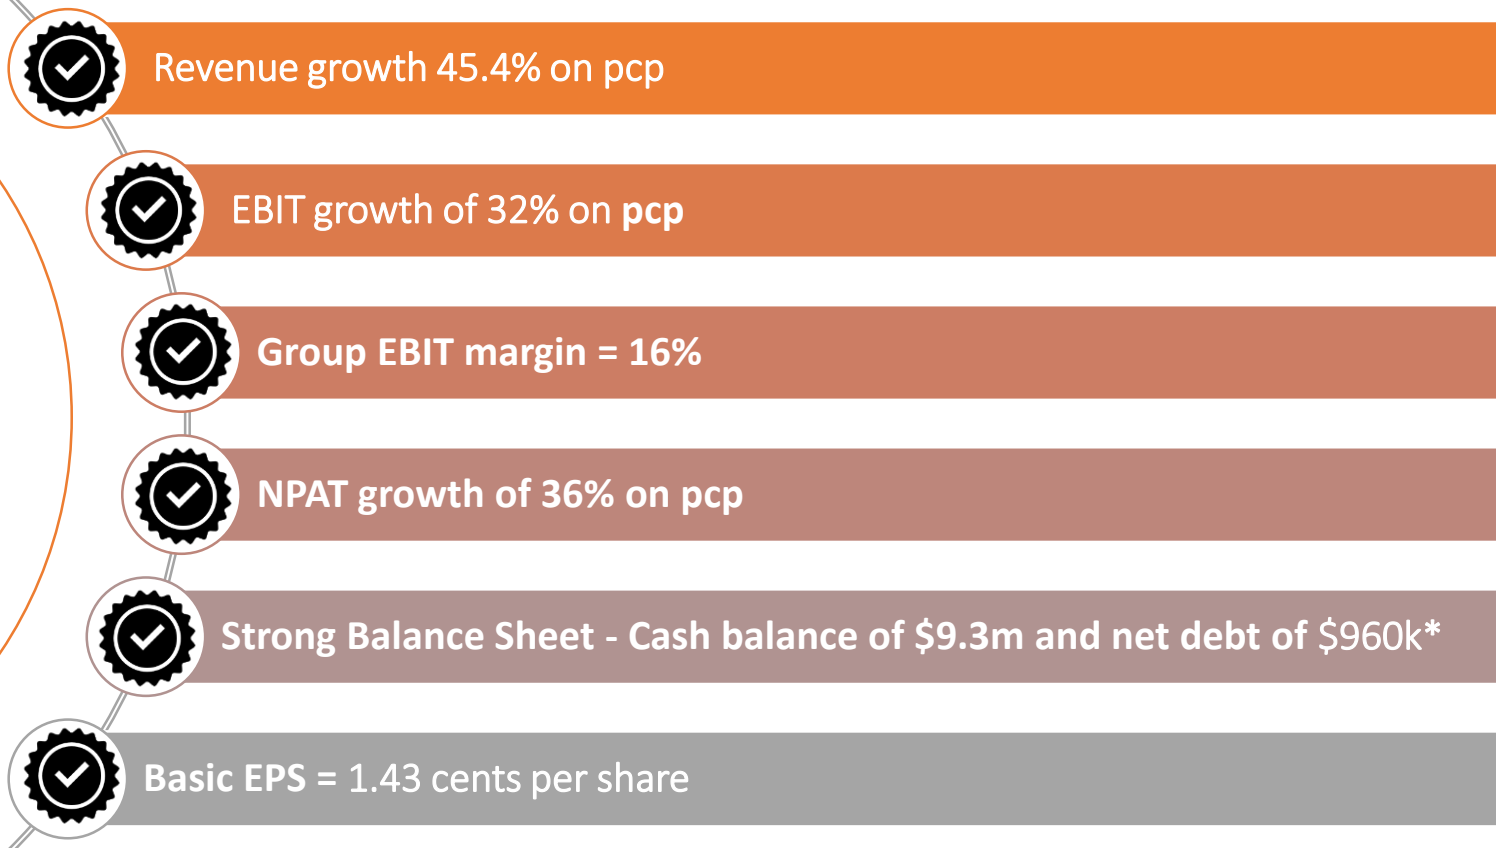 Revenue growth 45.4% on pcp
EBIT growth of 32% on pcp
Group EBIT margin = 16%
NPAT growth of 36% on pcp
Strong Balance Sheet - Cash balance of $9.3m and net debt of $960k*
Basic EPS = 1.43 cents per share